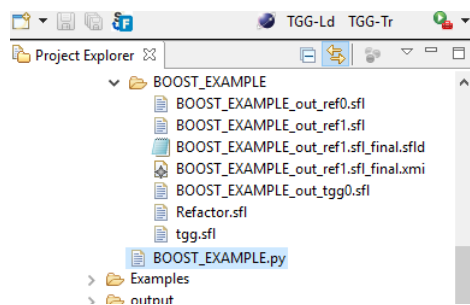 TGG-Ld TGG-Tr
Project Explorer
BOOST_EXAMPLE
BOOST_EXAMPLE_out_ref0.sfl
BOOST_EXAMPLE_out_ref1.sfl
BOOST_EXAMPLE_out_ref1.sfl_final.sfld
BOOST_EXAMPLE_out_ref1.sfl_final.xmi
BOOST_EXAMPLE_out_tgg0.sfl
Refactor.sfl
tgg.sfl
BOOST_EXAMPLE.py
Examples
output